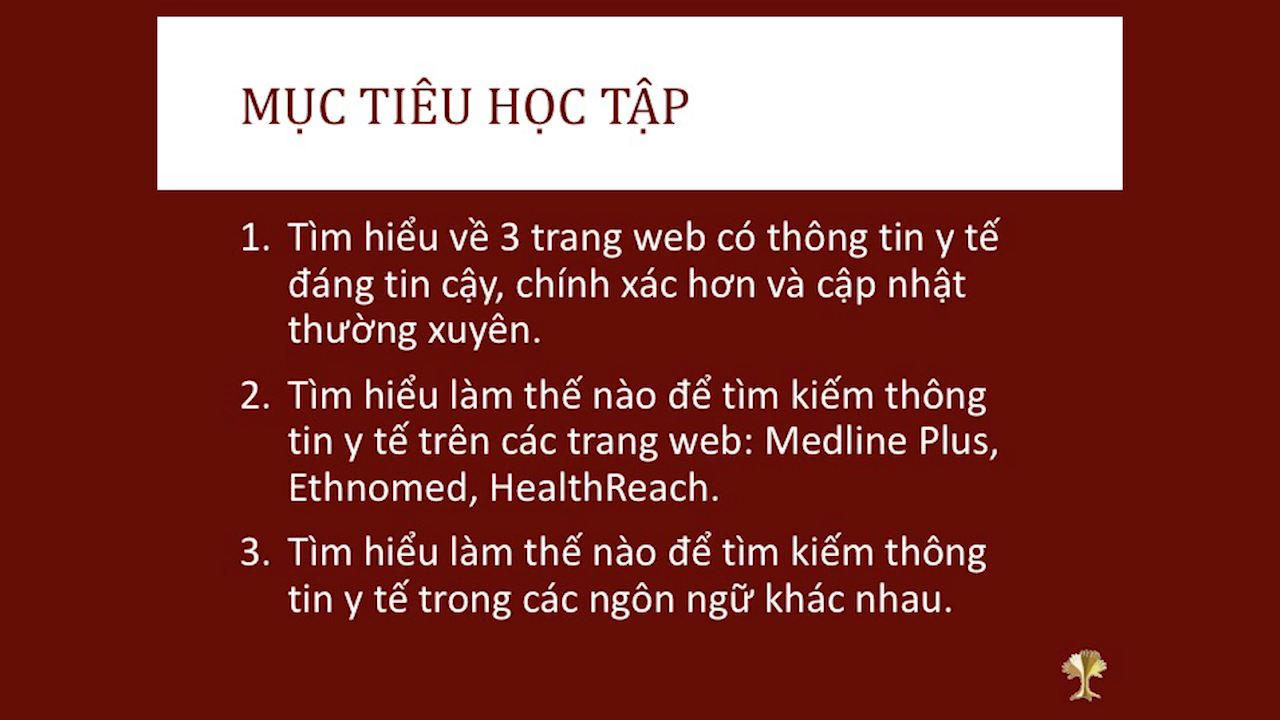 MỤC TIÊU HỌC TẬP
1. Tìm hiểu về 3 trang web có thông tin y tế
đáng tin cậy, chính xác hơn và cập nhật
thường xuyên.
2. Tìm hiểu làm thế nào để tìm kiếm thông
tin y tế trên các trang web: Medline Plus,
Ethnomed, HealthReach.
3. Tìm hiểu làm thế nào để tìm kiếm thông
tin y tế trong các ngôn ngữ khác nhau.